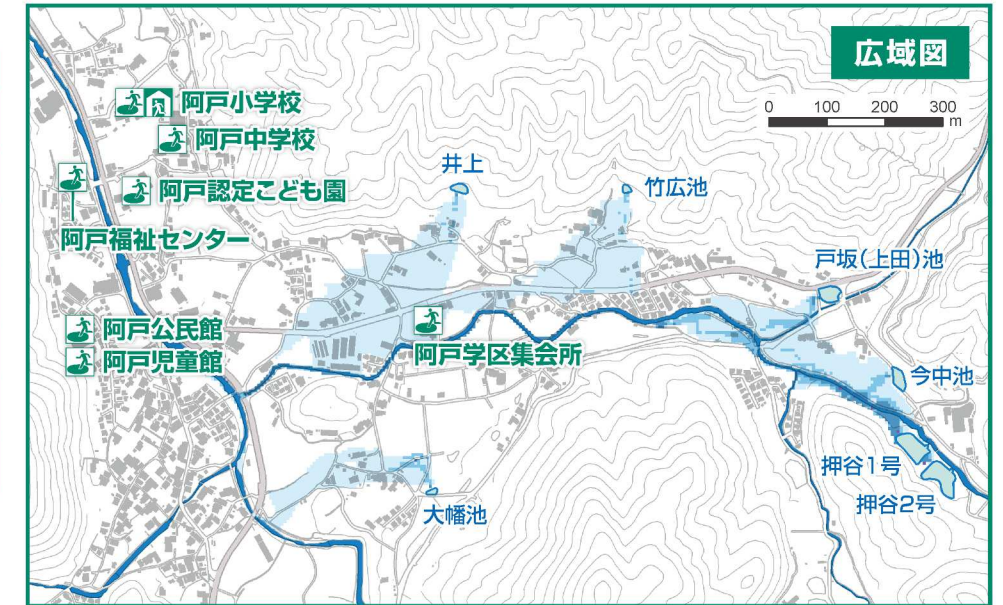 広域図
0 100 200 300
m
阿戸小学校
阿戸中学校
阿戸認定こども園
阿戸福祉センター
井上
竹広池
戸坂(上田)池
阿戸公民館
阿戸児童館
阿戸学区集会所
今中池
押谷1号
押谷2号
大幡池